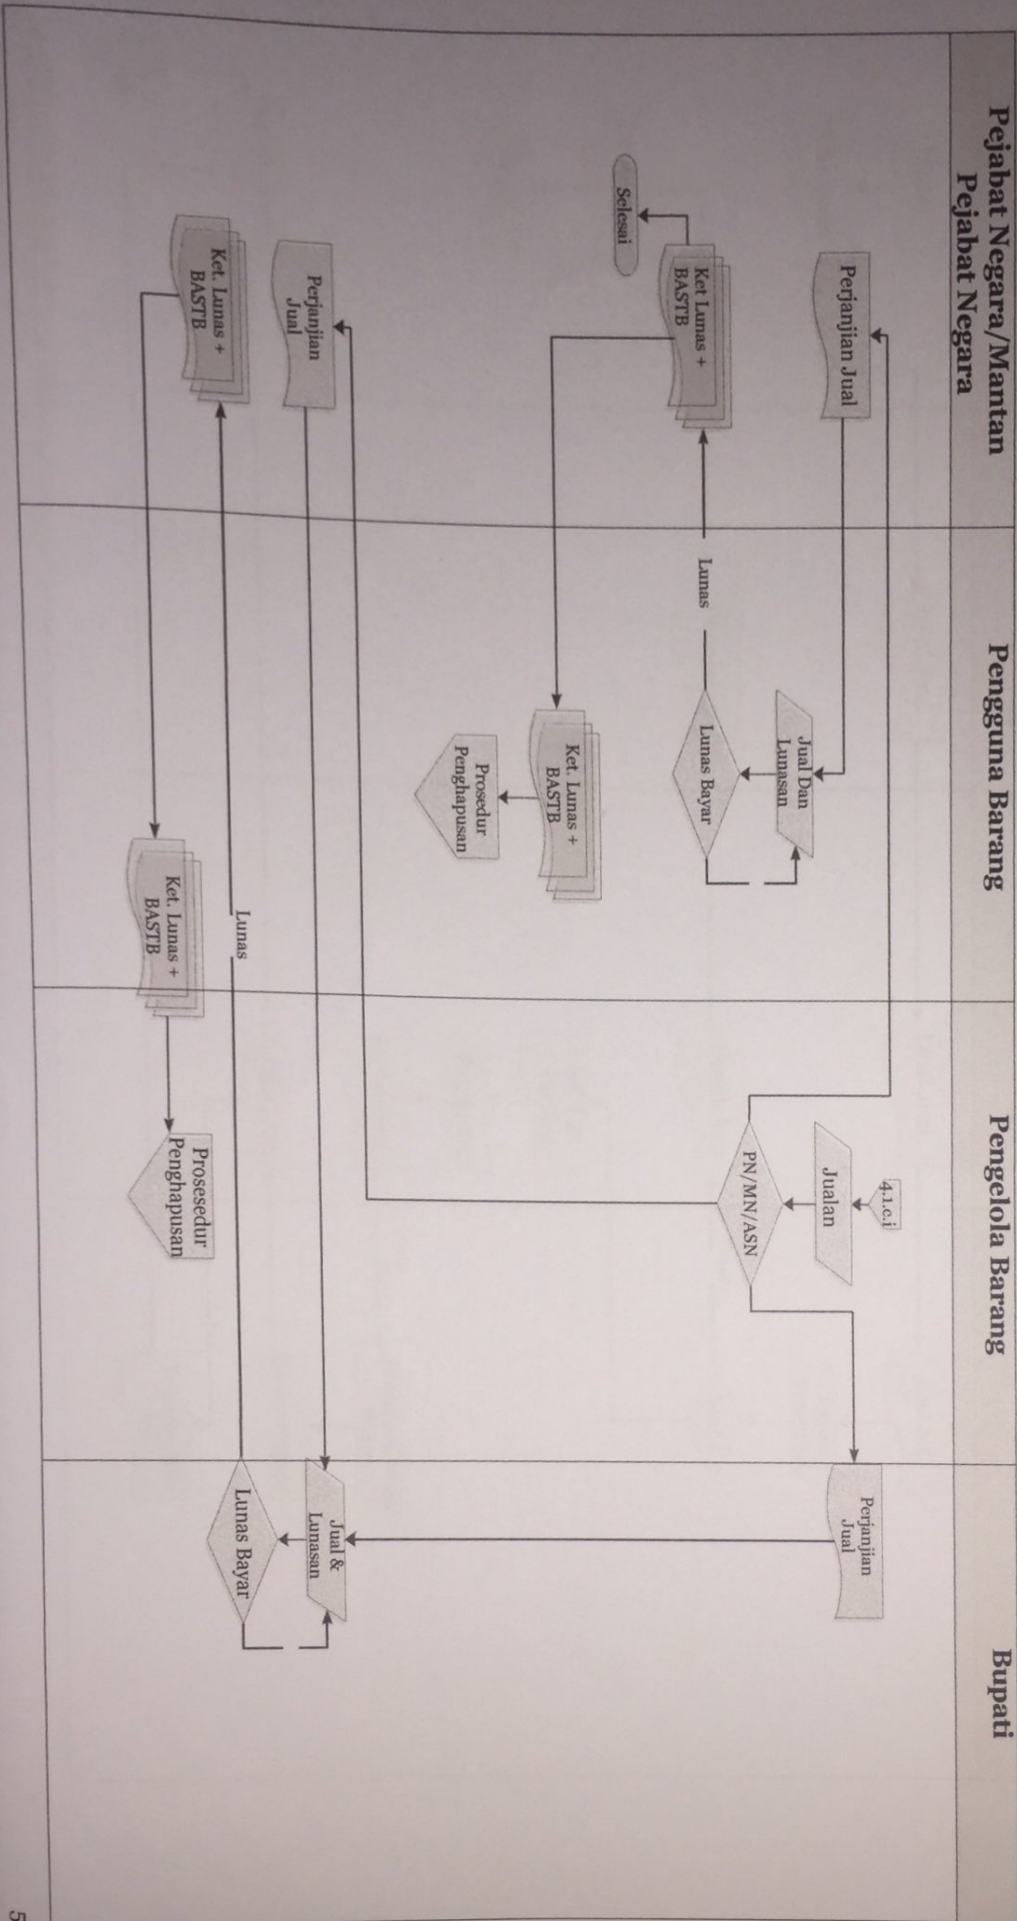 Pejabat Negara/Mantan
Pejabat Negara
Pengguna Barang
Pengelola Barang
Bupati
4.1.c.i
Jualan
PN/MN/ASN
Perjanjian Jual
Perjanjian
Jual
Jual Dan
Lunasan
Lunas Bayar
Lunas
Ket Lunas +
BASTB
Selesai
Ket. Lunas +
BASTB
Prosedur
Penghapusan
Perjanjian
Jual
Jual &
Lunasan
Lunas Bayar
Lunas
Ket. Lunas +
BASTB
Ket. Lunas +
BASTB
Prosesedur
Penghapusan
5